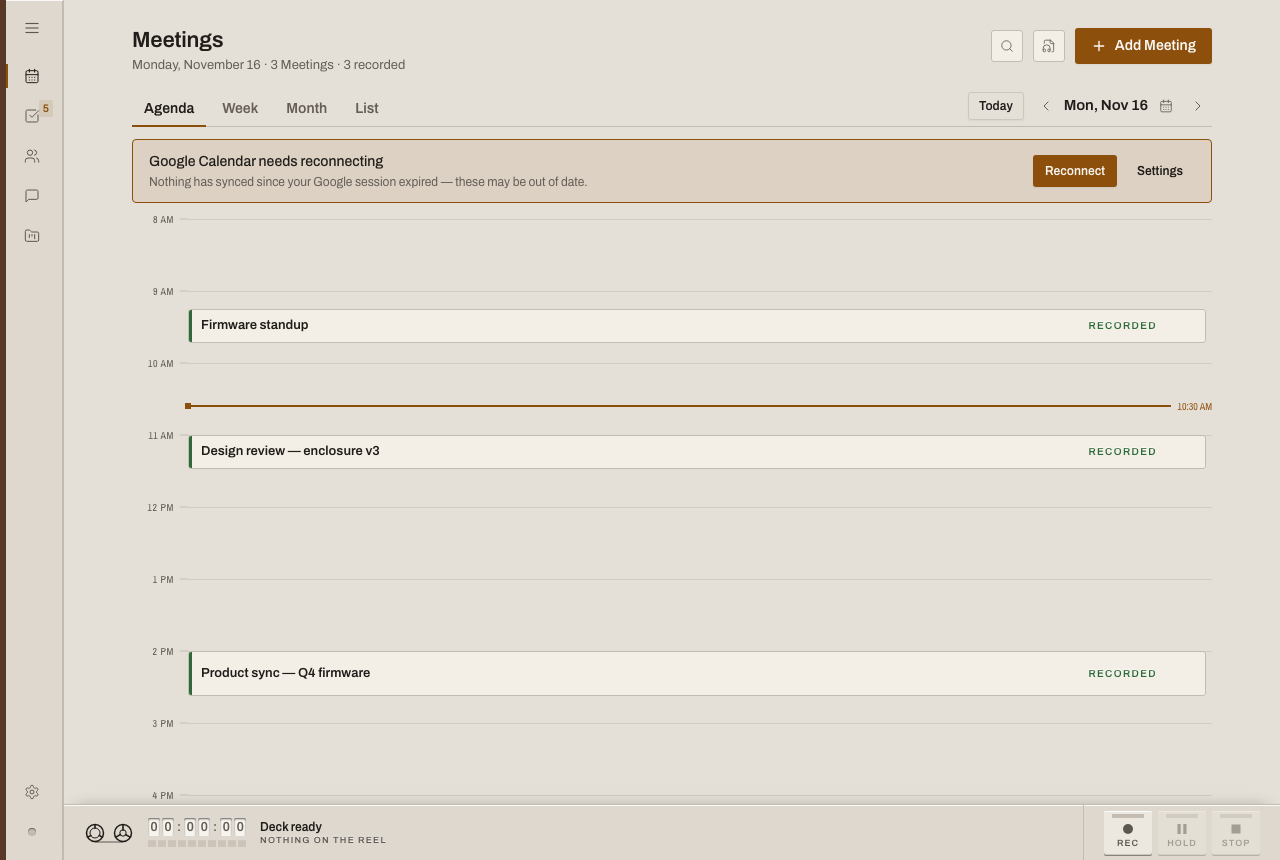 Meetings
Monday, November 16 · 3 Meetings · 3 recorded
Add Meeting
5
Agenda Week Month List
Today Mon, Nov 16
Google Calendar needs reconnecting
Nothing has synced since your Google session expired — these may be out of date.
Reconnect Settings
8 AM
9 AM
Firmware standup RECORDED
10 AM
10:30 AM
11 AM
Design review — enclosure v3 RECORDED
12 PM
1 PM
2 PM
Product sync — Q4 firmware RECORDED
3 PM
4 PM
00:00:00
Deck ready
NOTHING ON THE REEL
REC HOLD STOP